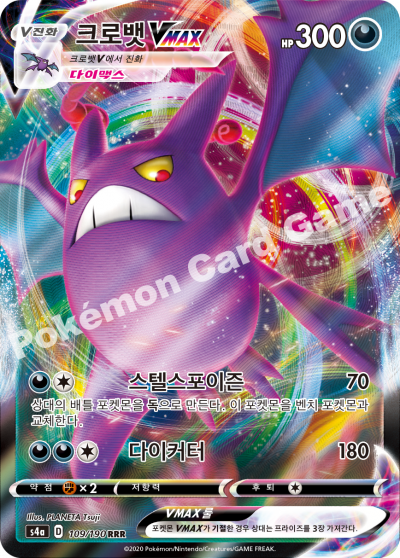 V진화
크로뱃VMAX
HP 300
크로뱃V에서 진화
다이맥스
Pokémon Card Game
스텔스포이즌 70
상대의 배틀 포켓몬을 독으로 만든다. 이 포켓몬을 벤치 포켓몬과
교체한다.
다이커터 180
약점 ×2 저항력 후퇴
Illus. PLANETA Tsuji
s4a D 109/190 RRR
VMAX 룰
포켓몬 VMAX가 기절한 경우 상대는 프라이즈를 3장 가져간다.
©2020 Pokémon/Nintendo/Creatures/GAME FREAK.